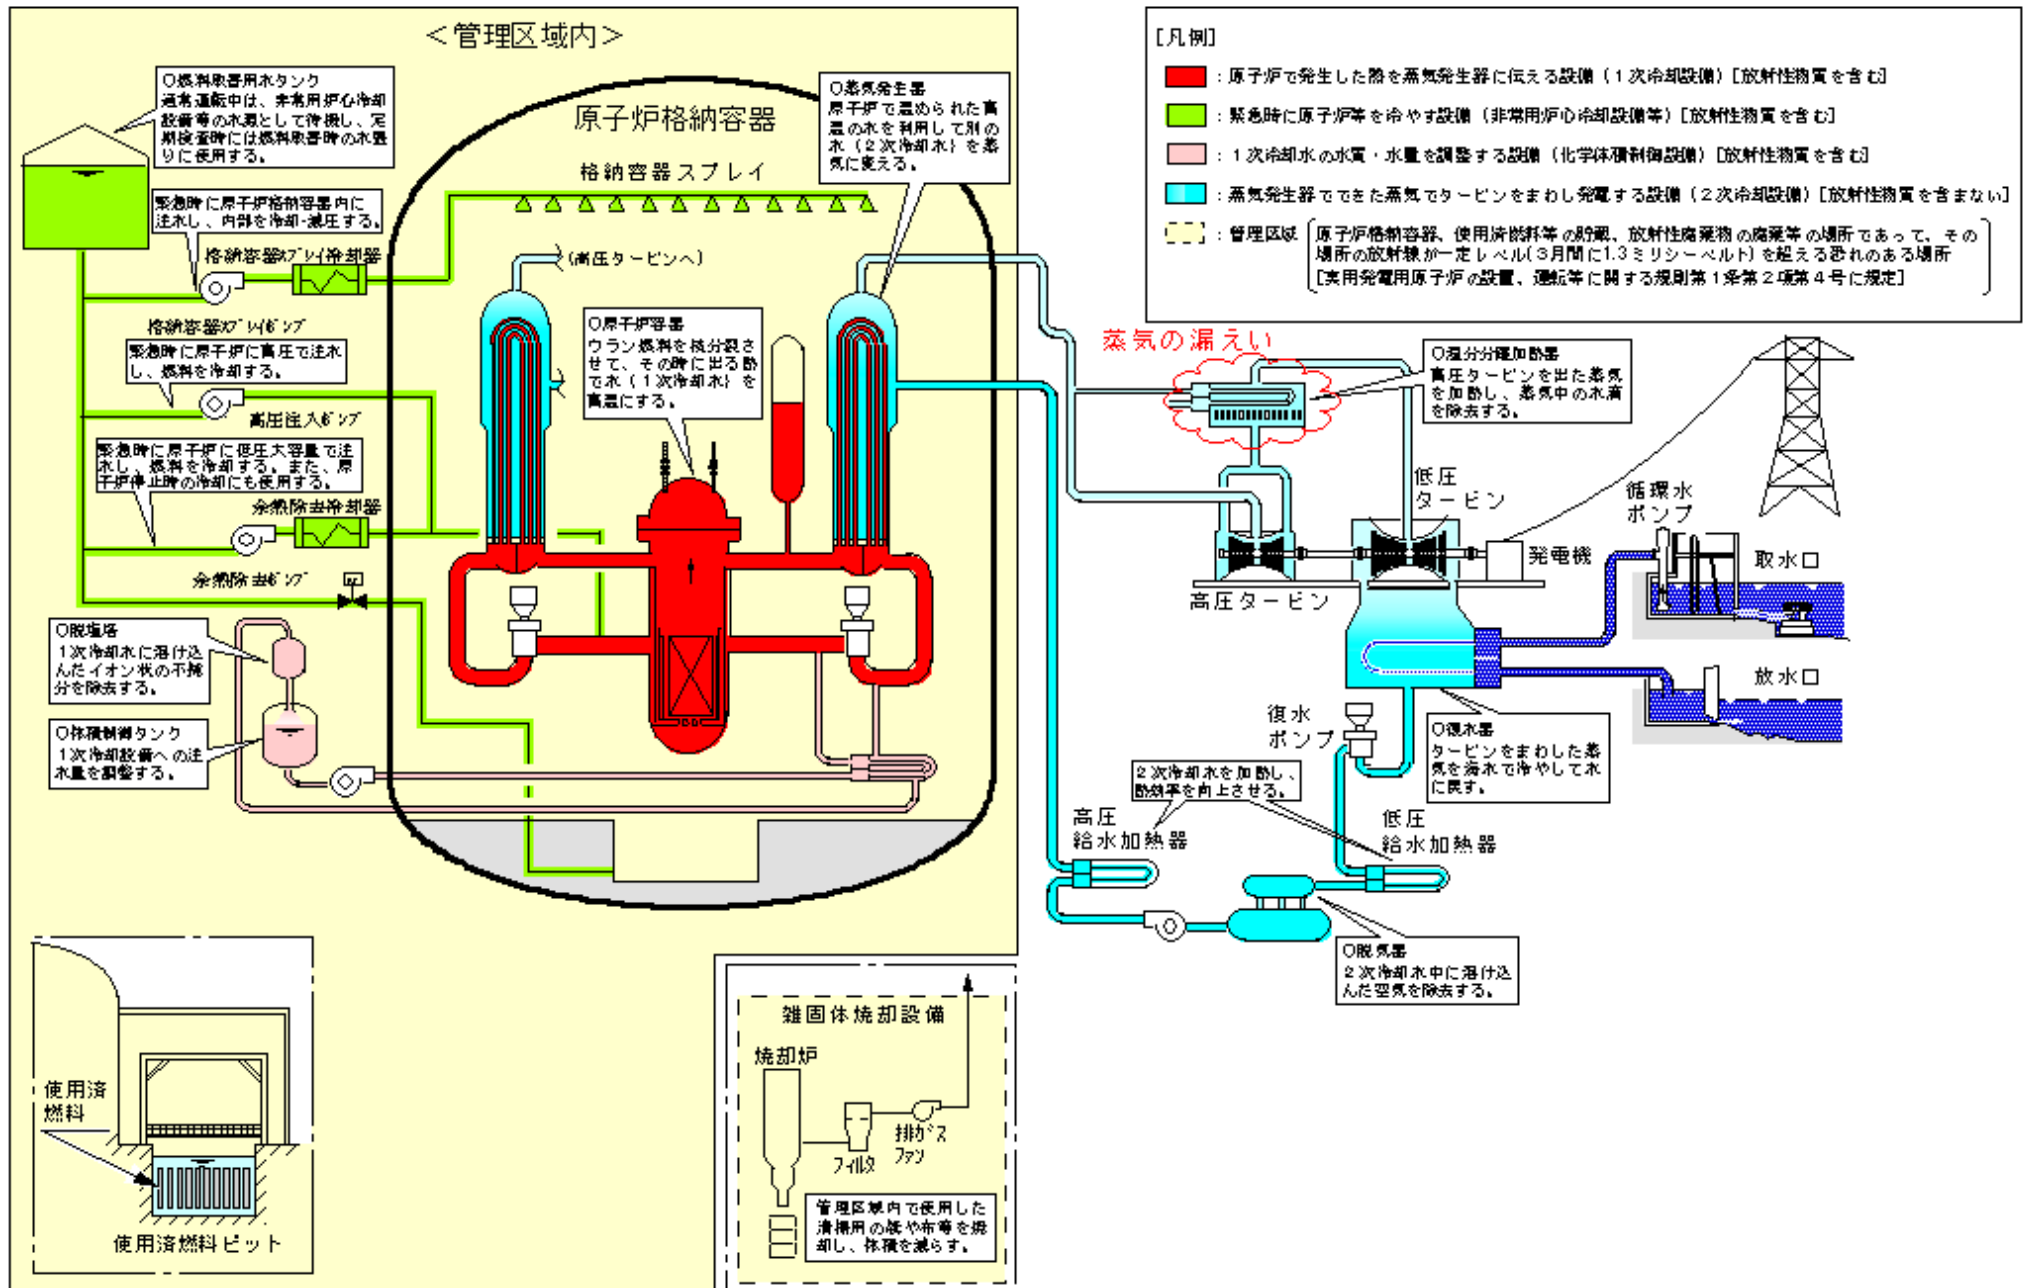 ＜管理区域内＞
○燃料取替用水タンク
通常運転中は、非常用炉心冷却
設備等の水源として待機し、定
期検査時には燃料取替時の水張
りに使用する。
緊急時に原子炉格納容器内に
注水し、内部を冷却・減圧する。
格納容器ｽﾌﾟﾚｲ冷却器
格納容器ｽﾌﾟﾚｲﾎﾟﾝﾌﾟ
緊急時に原子炉に高圧で注水
し、燃料を冷却する。
高圧注入ﾎﾟﾝﾌﾟ
緊急時に原子炉に低圧大容量で注
水し、燃料を冷却する。また、原
子炉停止時の冷却にも使用する。
余熱除去冷却器
余熱除去ﾎﾟﾝﾌﾟ
○脱塩塔
１次冷却水に溶け込
んだイオン状の不純
分を除去する。
○体積制御タンク
１次冷却設備への注
水量を調整する。
原子炉格納容器
格納容器スプレイ
○蒸気発生器
原子炉で温められた高
温の水を利用して別の
水（２次冷却水）を蒸
気に変える。
(高圧タービンへ)
○原子炉容器
ウラン燃料を核分裂さ
せて、その時に出る熱
で水（１次冷却水）を
高温にする。
[凡例]
：原子炉で発生した熱を蒸気発生器に伝える設備（１次冷却設備）[放射性物質を含む]
：緊急時に原子炉等を冷やす設備（非常用炉心冷却設備等）[放射性物質を含む]
：１次冷却水の水質・水量を調整する設備（化学体積制御設備）[放射性物質を含む]
：蒸気発生器でできた蒸気でタービンをまわし発電する設備（２次冷却設備）[放射性物質を含まない]
：管理区域 原子炉格納容器、使用済燃料等の貯蔵、放射性廃棄物の廃棄等の場所であって、その
場所の放射線が一定レベル(３月間に1.3ミリシーベルト)を超える恐れのある場所
[実用発電用原子炉の設置、運転等に関する規則第１条第２項第４号に規定]
蒸気の漏えい
○湿分分離加熱器
高圧タービンを出た蒸気
を加熱し、蒸気中の水滴
を除去する。
低圧
タービン
高圧タービン
発電機
循環水
ポンプ
取水口
放水口
復水
ポンプ
○復水器
タービンをまわした蒸
気を海水で冷やして水
に戻す。
２次冷却水を加熱し、
熱効率を向上させる。
高圧
給水加熱器
低圧
給水加熱器
○脱気器
２次冷却水中に溶け込
んだ空気を除去する。
使用済
燃料
使用済燃料ピット
雑固体焼却設備
焼却炉
フィルタ
排ｶﾞｽ
ﾌｧﾝ
管理区域内で使用した
清掃用の紙や布等を焼
却し、体積を減らす。